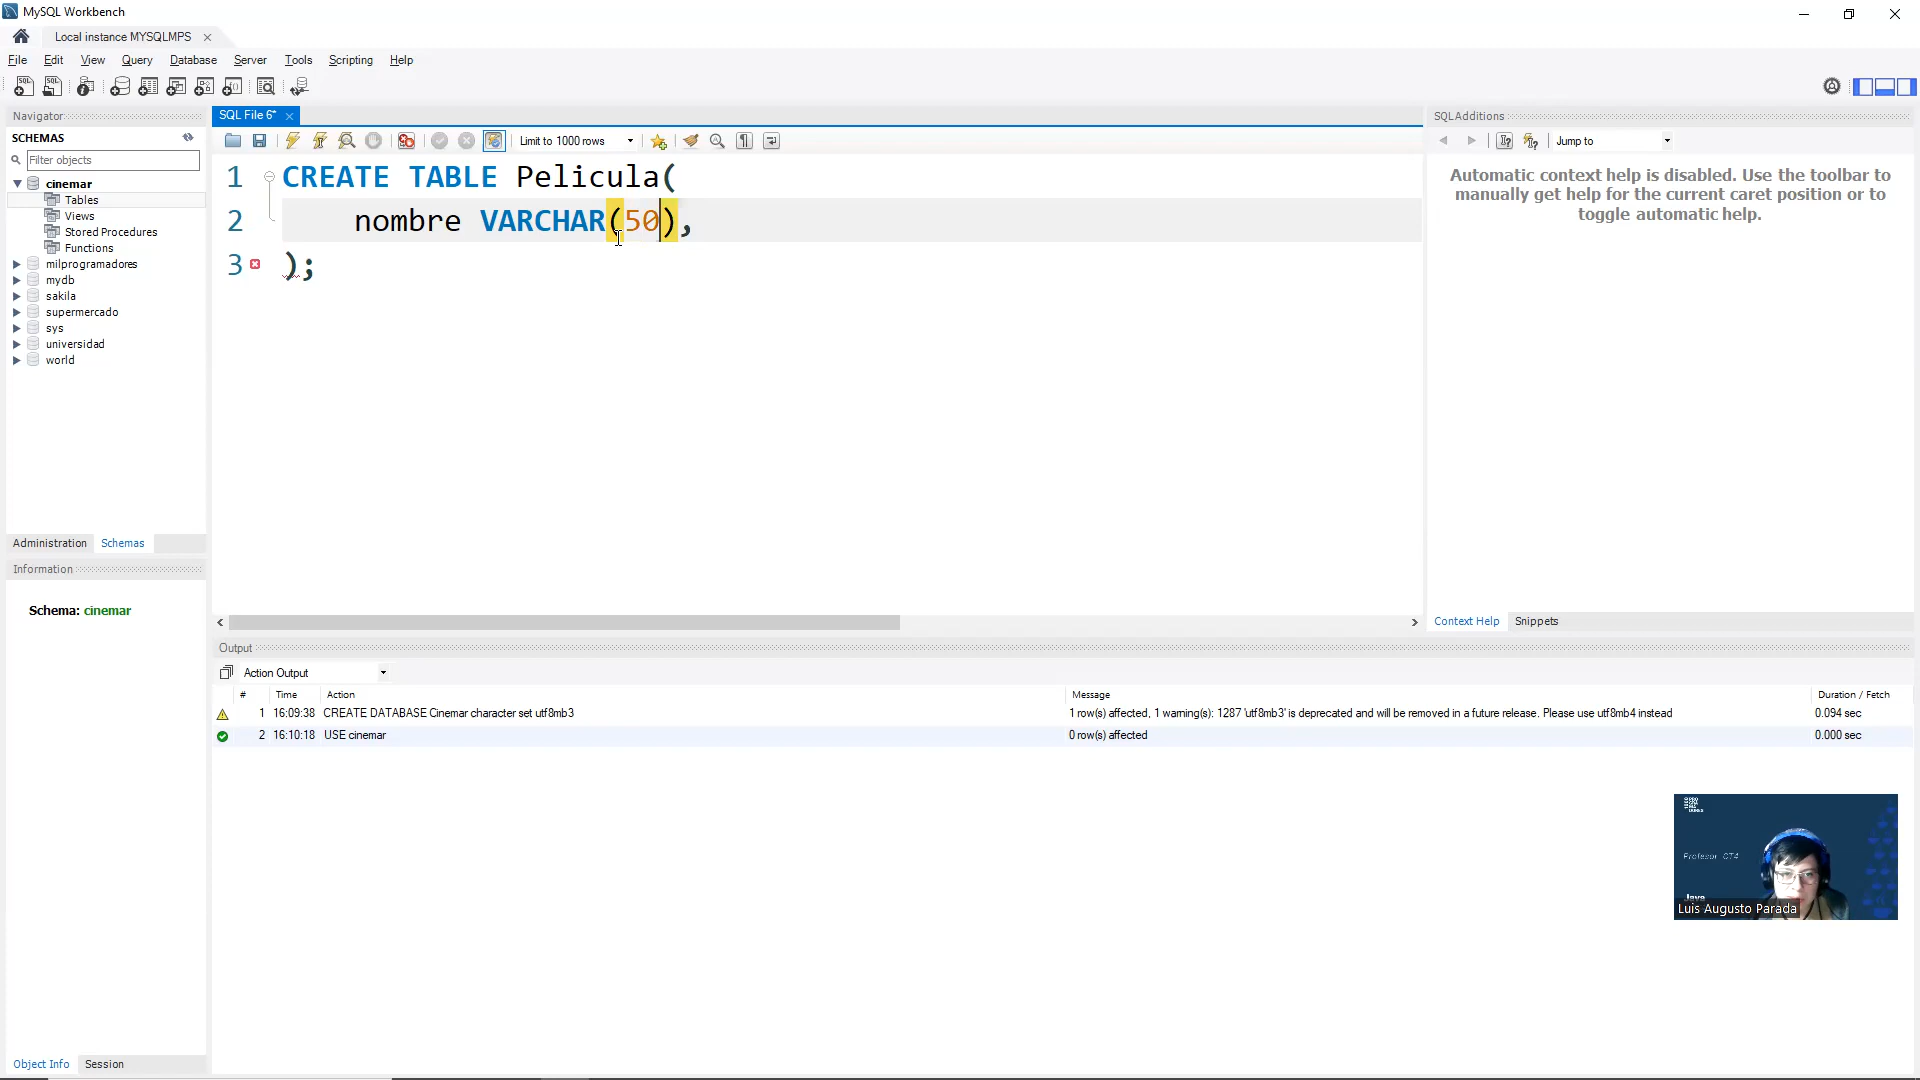 MySQL Workbench
Local instance MYSQLMPS
File Edit View Query Database Server Tools Scripting Help
Navigator
SCHEMAS
Filter objects
cinemar
Tables
Views
Stored Procedures
Functions
milprogramadores
mydb
sakila
supermercado
sys
universidad
world
Administration Schemas
Information
Schema: cinemar
Object Info Session
SQL File 6*
Limit to 1000 rows
1 CREATE TABLE Pelicula(
2 nombre VARCHAR(50),
3 );
SQLAdditions
Jump to
Automatic context help is disabled. Use the toolbar to
manually get help for the current caret position or to
toggle automatic help.
Context Help Snippets
Output
Action Output
# Time Action Message Duration / Fetch
1 16:09:38 CREATE DATABASE Cinemar character set utf8mb3 1 row(s) affected, 1 warning(s): 1287 'utf8mb3' is deprecated and will be removed in a future release. Please use utf8mb4 instead 0.094 sec
2 16:10:18 USE cinemar 0 row(s) affected 0.000 sec
Profesor CT4
Java
Luis Augusto Parada